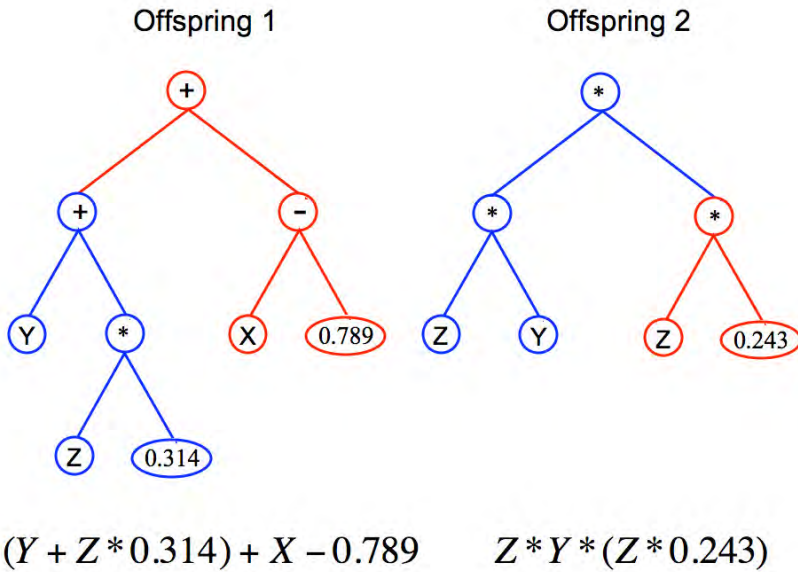 Offspring 1 Offspring 2
+ *
+ - * *
Y * X 0.789 Z Y Z 0.243
Z 0.314
(Y + Z * 0.314) + X - 0.789 Z * Y * (Z * 0.243)